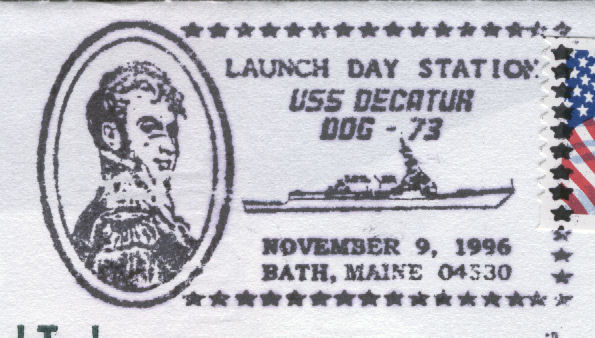 LAUNCH DAY STATION
USS DECATUR
DDG - 73
NOVEMBER 9, 1996
BATH, MAINE 04530